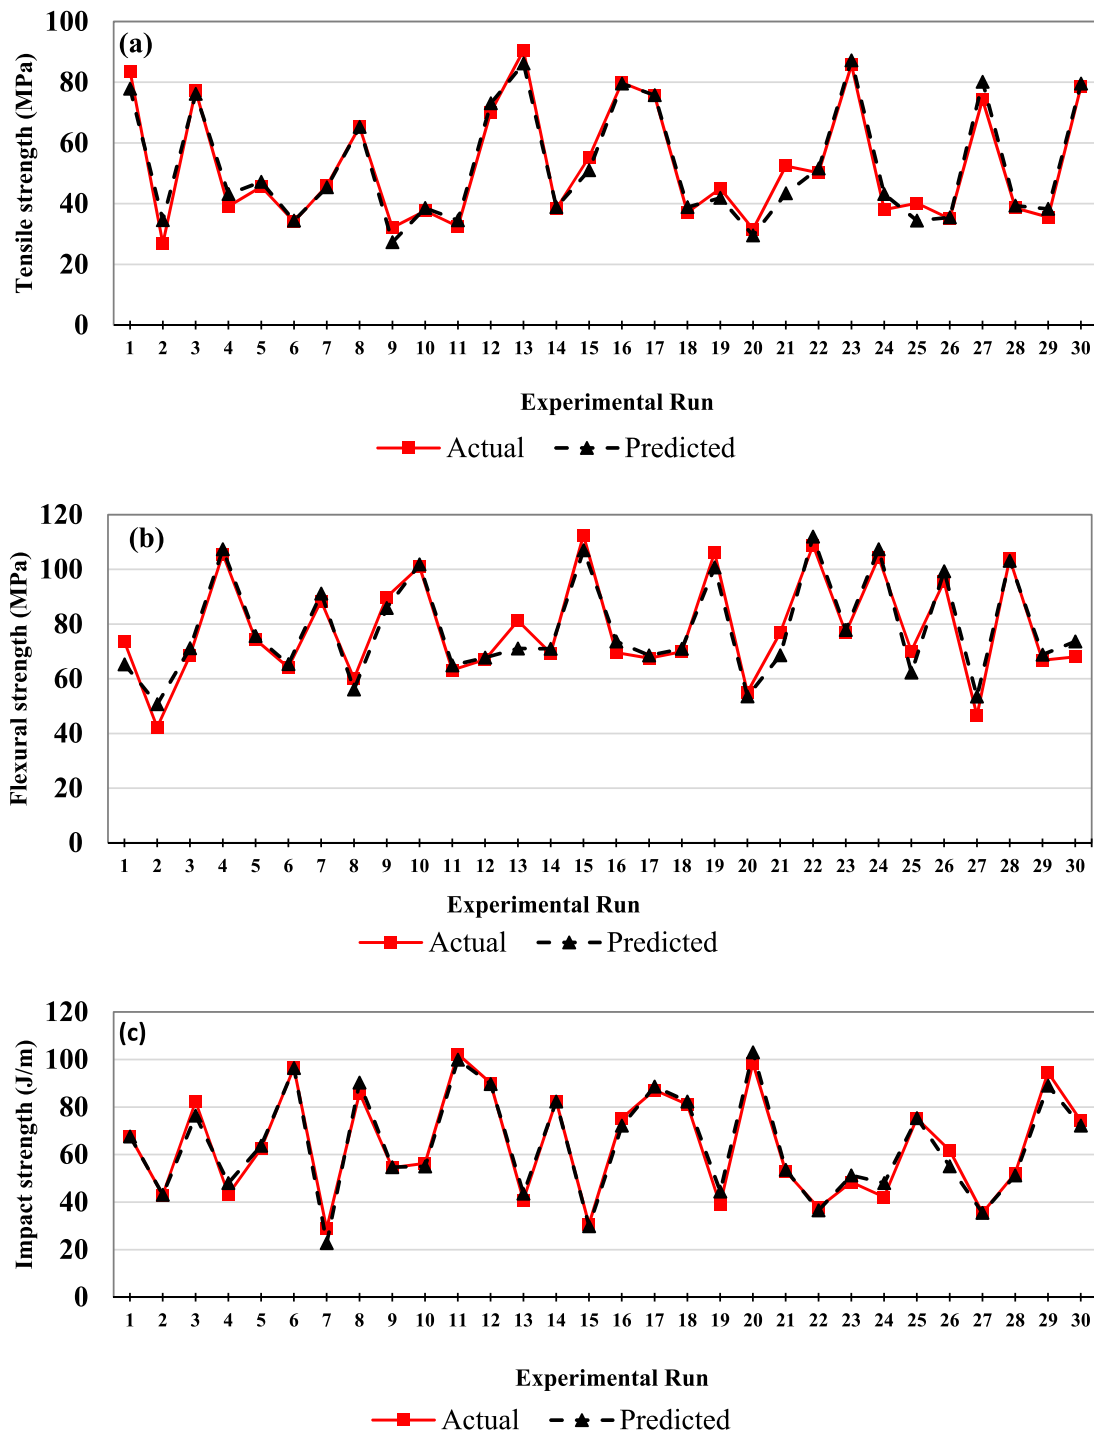 (a)
Tensile strength (MPa)
100
80
60
40
20
0
1 2 3 4 5 6 7 8 9 10 11 12 13 14 15 16 17 18 19 20 21 22 23 24 25 26 27 28 29 30
Experimental Run
Actual Predicted
(b)
Flexural strength (MPa)
120
100
80
60
40
20
0
1 2 3 4 5 6 7 8 9 10 11 12 13 14 15 16 17 18 19 20 21 22 23 24 25 26 27 28 29 30
Experimental Run
Actual Predicted
(c)
Impact strength (J/m)
120
100
80
60
40
20
0
1 2 3 4 5 6 7 8 9 10 11 12 13 14 15 16 17 18 19 20 21 22 23 24 25 26 27 28 29 30
Experimental Run
Actual Predicted